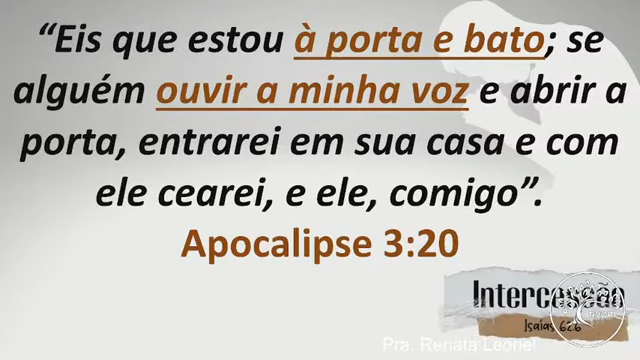 “Eis que estou à porta e bato; se
alguém ouvir a minha voz e abrir a
porta, entrarei em sua casa e com
ele cearei, e ele, comigo”.
Apocalipse 3:20
Intercessão
Isaías 62:6
Pra. Renata Leonel